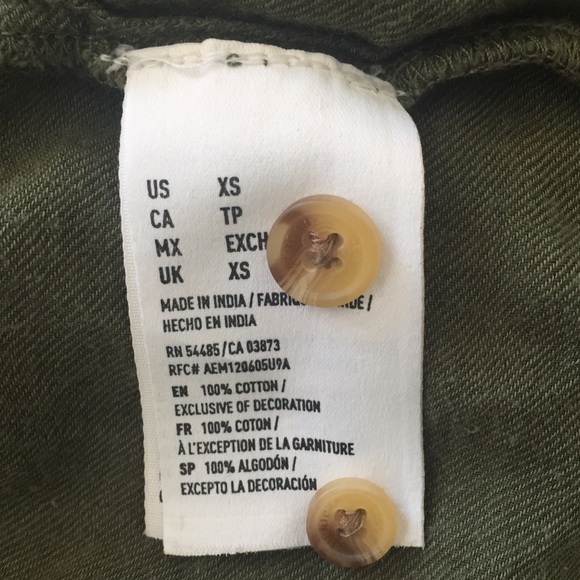 US XS
CA TP
MX EXCH
UK XS
MADE IN INDIA / /
HECHO EN INDIA
RN 54485/CA 03873
RFC# AEM120605U9A
EN 100% COTTON /
EXCLUSIVE OF DECORATION
FR 100% COTON /
À L'EXCEPTION DE LA GARNITURE
SP 100% ALGODÓN /
EXCEPTO LA DECORACIÓN